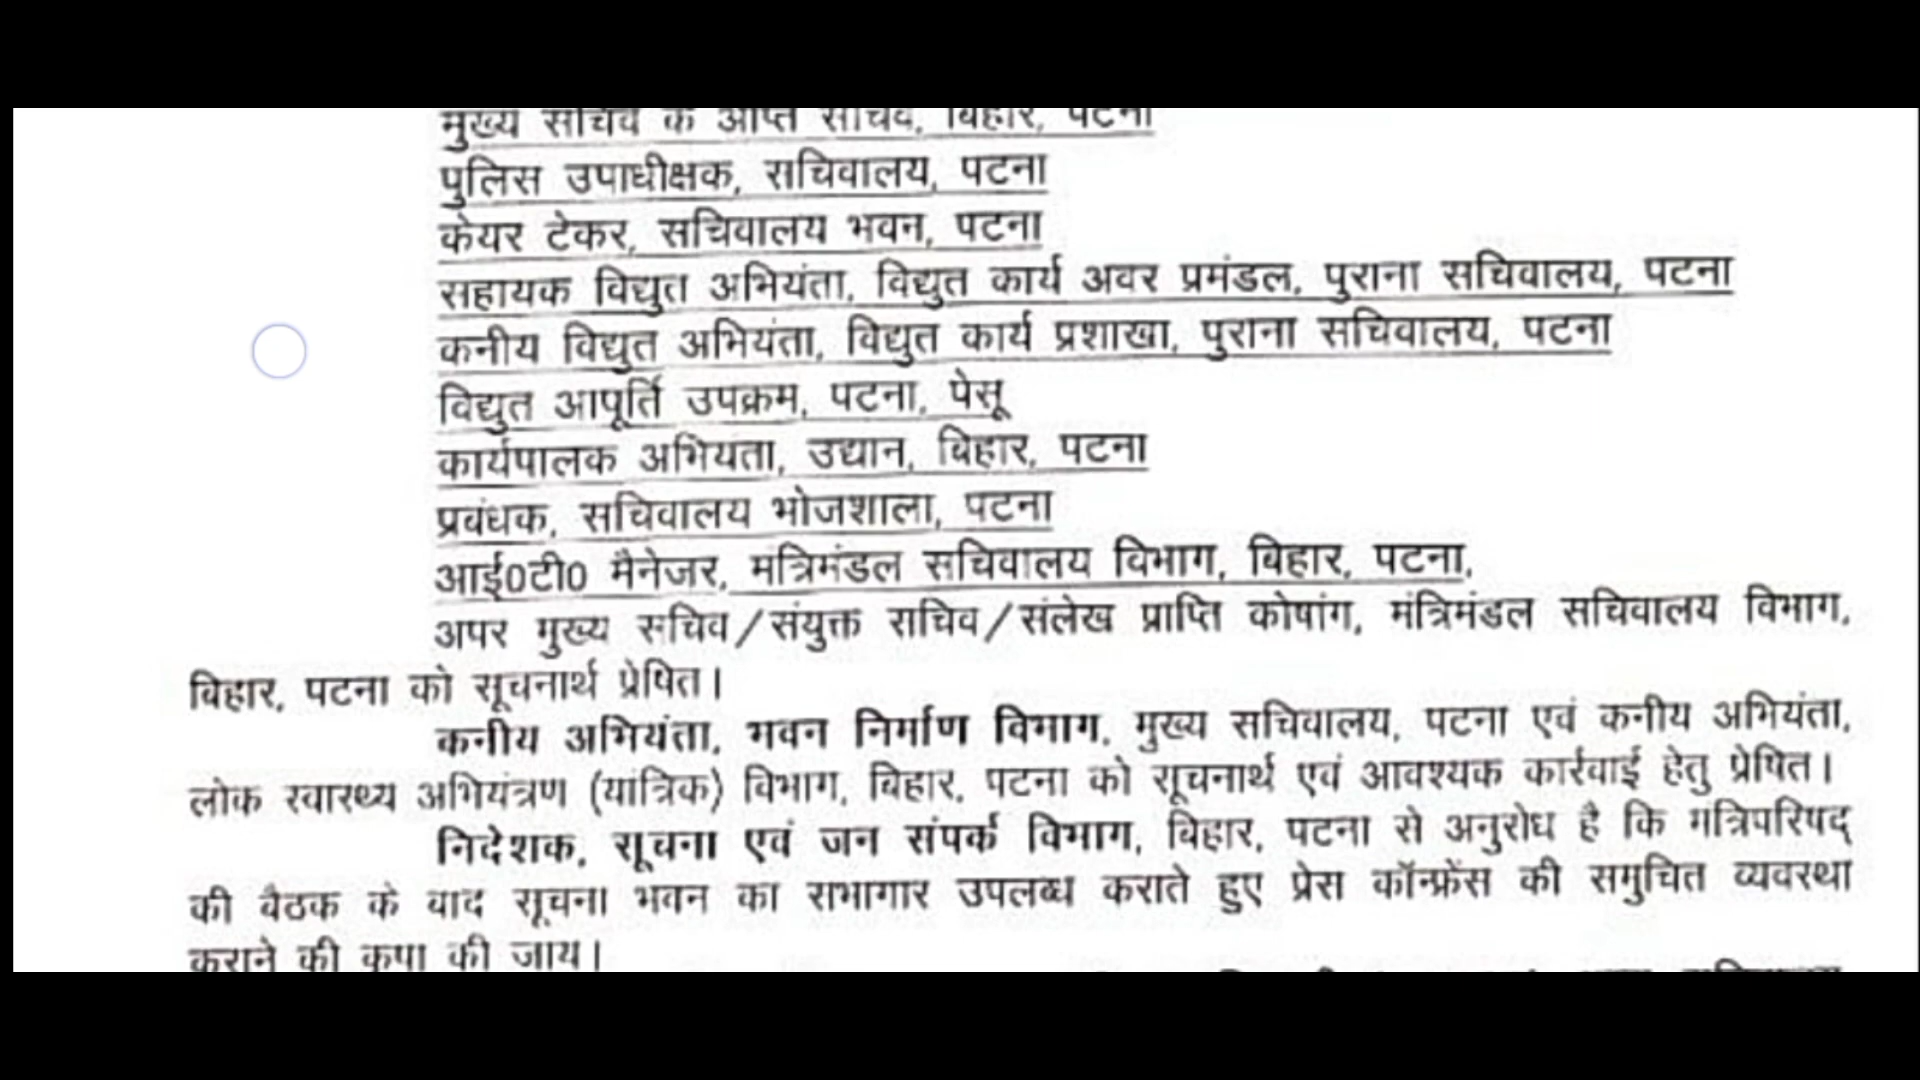 मुख्य सचिव के आप्त सचिव, बिहार, पटना
पुलिस उपाधीक्षक, सचिवालय, पटना
केयर टेकर, सचिवालय भवन, पटना
सहायक विद्युत अभियंता, विद्युत कार्य अवर प्रमंडल, पुराना सचिवालय, पटना
कनीय विद्युत अभियंता, विद्युत कार्य प्रशाखा, पुराना सचिवालय, पटना
विद्युत आपूर्ति उपक्रम, पटना, पेसू
कार्यपालक अभियता, उद्यान, बिहार, पटना
प्रबंधक, सचिवालय भोजशाला, पटना
आई0टी0 मैनेजर, मत्रिमंडल सचिवालय विभाग, बिहार, पटना,
अपर मुख्य सचिव/संयुक्त सचिव/संलेख प्राप्ति कोषांग, मंत्रिमंडल सचिवालय विभाग,
बिहार, पटना को सूचनार्थ प्रेषित।
कनीय अभियंता, भवन निर्माण विभाग, मुख्य सचिवालय, पटना एवं कनीय अभियंता,
लोक स्वास्थ्य अभियंत्रण (यांत्रिक) विभाग, बिहार, पटना को सूचनार्थ एवं आवश्यक कार्रवाई हेतु प्रेषित।
निदेशक, सूचना एवं जन संपर्क विभाग, बिहार, पटना से अनुरोध है कि मत्रिपरिषद्
की बैठक के बाद सूचना भवन का सभागार उपलब्ध कराते हुए प्रेस कॉन्फ्रेंस की समुचित व्यवस्था
कराने की कृपा की जाय।